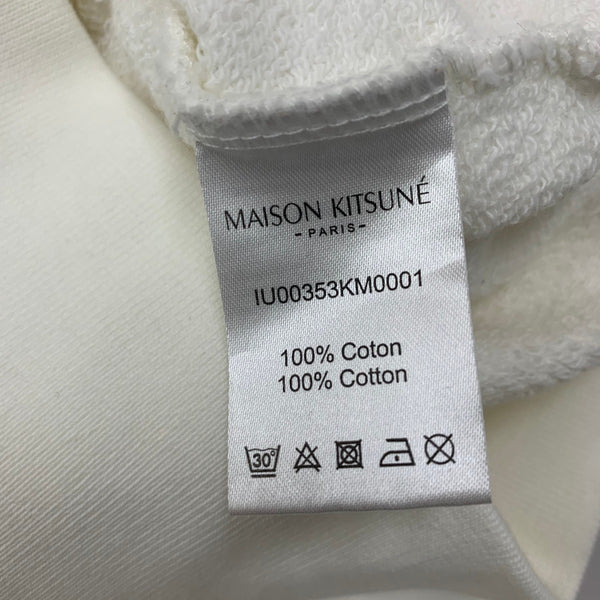 MAISON KITSUNÉ
- PARIS -
IU00353KM0001
100% Coton
100% Cotton
30°